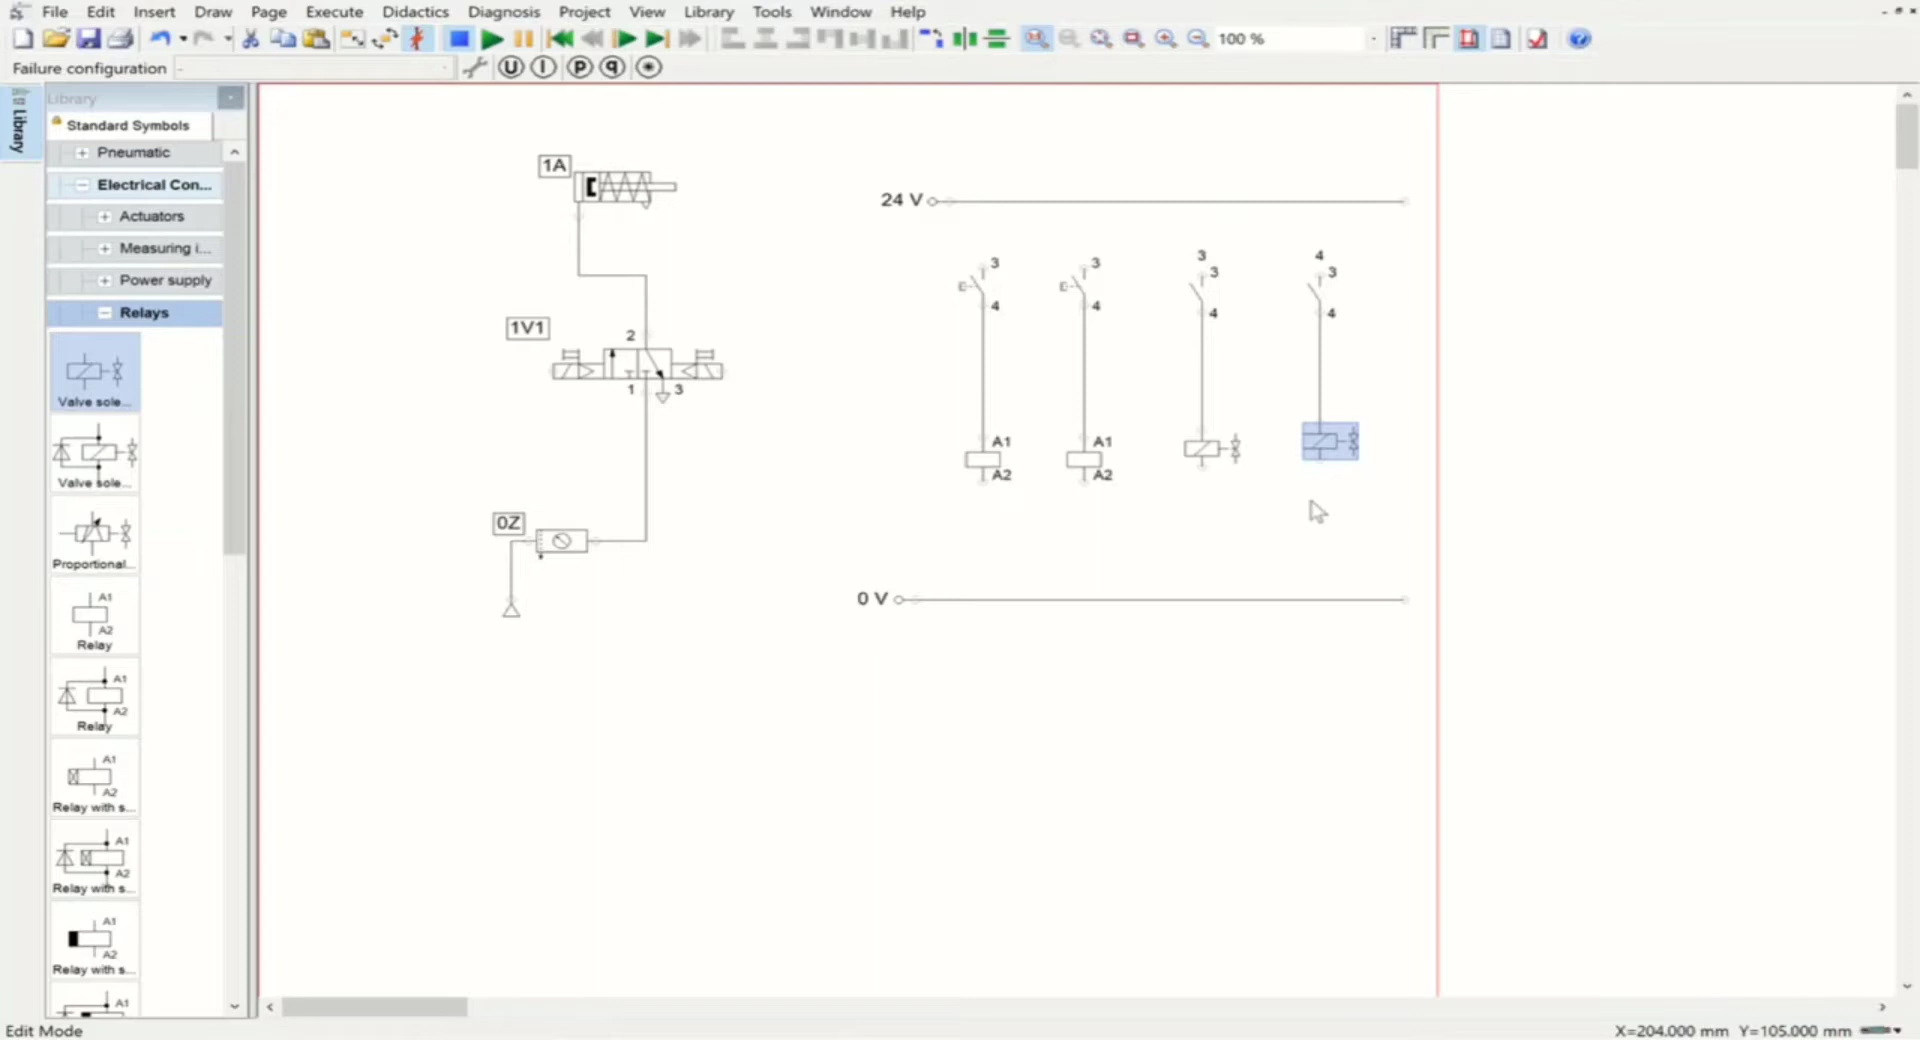 File Edit Insert Draw Page Execute Didactics Diagnosis Project View Library Tools Window Help
100 %
Failure configuration - U I p q
Library
Library
Standard Symbols
Pneumatic
Electrical Con...
Actuators
Measuring i...
Power supply
Relays
Valve sole...
Valve sole...
Proportional...
A1
A2
Relay
A1
A2
Relay
A1
A2
Relay with s...
A1
A2
Relay with s...
A1
A2
Relay with s...
A1
1A
1V1
2
1 3
0Z
24 V
3 3 3 3
4
4 4 4 4
A1 A1
A2 A2
0 V
Edit Mode
X=204.000 mm Y=105.000 mm